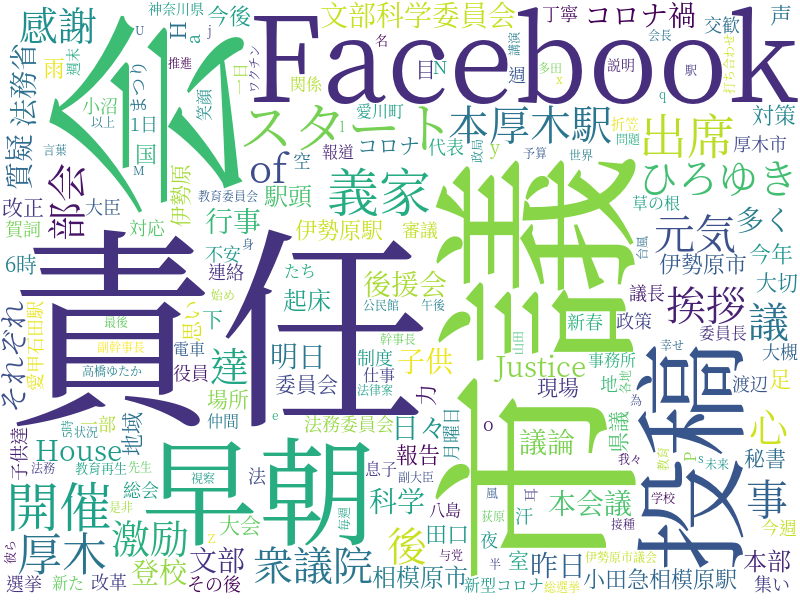 感謝
法務省
質疑
会
Facebook
文部科学委員会
丁寧
コロナ禍
交歓
声
神奈川県
今後
推進
雨
週末
まつり
小沼
以上
1日
国
言葉
笑顔
ワクチン
一日
関係
目
N
週
名
講演
説明
多田
会長
駅
打ち合わせ
対策
愛川町
スタート
報道
コロナ
代表
政局
予算
本厚木駅
折笠
問題
世界
出席
厚木市
伊勢原
空
of
駅頭
義家
y
ひろゆき
教育委員会
部会
改正
大臣
賀詞
対応
行事
伊勢原駅
審議
草の根
台風
元気
多く
伊勢原市
今年
大切
6時
不安
連絡
たち
身
後援会
起床
公民館
午後
市議
議長
挨拶
委員長
議
大槻
それぞれ
愛甲石田駅
責任
最後
副幹事長
高橋ゆたか
思い
電車
役員
始め
下
達
場所
仲間
明日
委員会
制度
仕事
法律案
幹事長
子供
力
新春
政策
山田
Justice
現場
事務所
地
各地
幸せ
為
渡辺
足
子供達
House
地域
一部
早朝
法務委員会
日々
月曜日
o
議論
県議
投稿
心
秘書
法務
状況
教育再生
先生
開催
総会
視察
法
報告
息子
副大臣
科学
八島
風
耳
汗
本会議
我々
教育
P
s
未来
学校
事
今週
彼ら
厚木
激励
大会
z
毎週
後
田口
与党
荻原
夜
室
昨日
接種
伊勢原市議会
本部
選挙
新た
改革
是非
登校
文部
その後
衆議院
相模原市
新型コロナ
半
総選挙
小田急相模原駅
集い